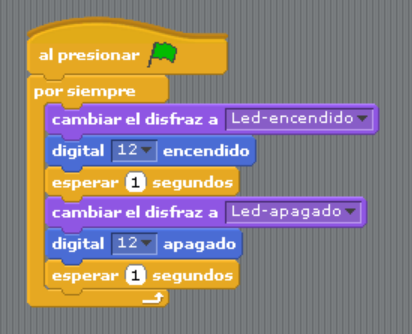 al presionar
por siempre
cambiar el disfraz a Led-encendido
digital 12 encendido
esperar 1 segundos
cambiar el disfraz a Led-apagado
digital 12 apagado
esperar 1 segundos